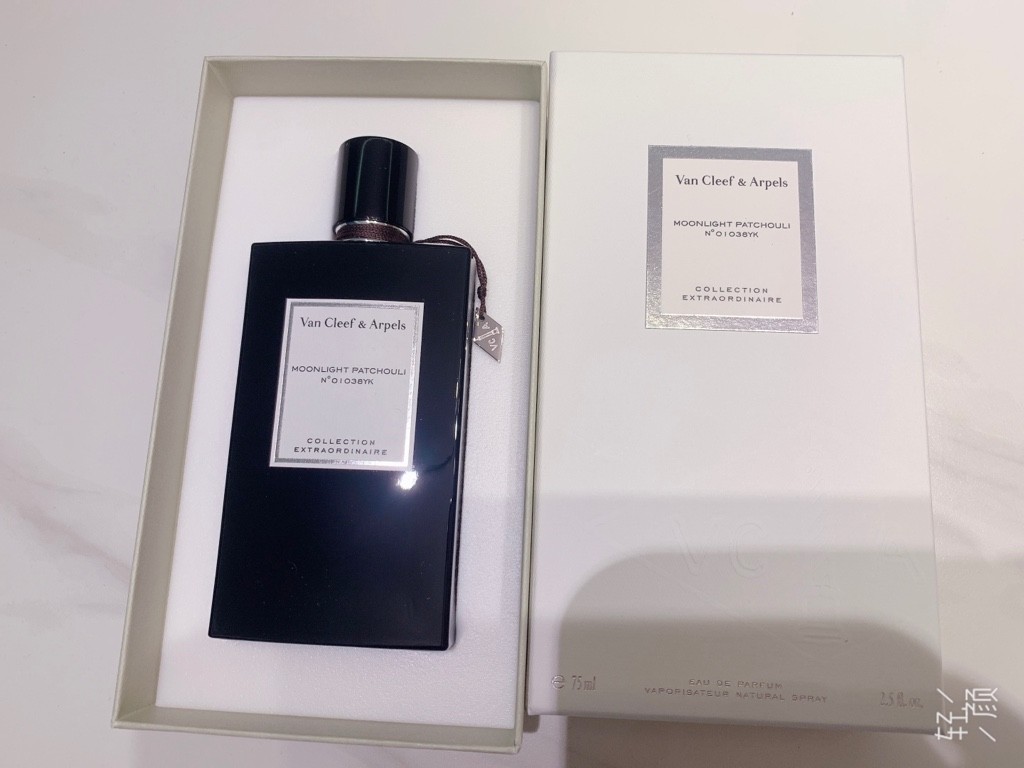 Van Cleef & Arpels
MOONLIGHT PATCHOULI
N°01038YK
COLLECTION
EXTRAORDINAIRE
Van Cleef & Arpels
MOONLIGHT PATCHOULI
N°01038YK
COLLECTION
EXTRAORDINAIRE
VCA
e 75 ml
EAU DE PARFUM
VAPORISATEUR NATURAL SPRAY
2.5 fl. oz.